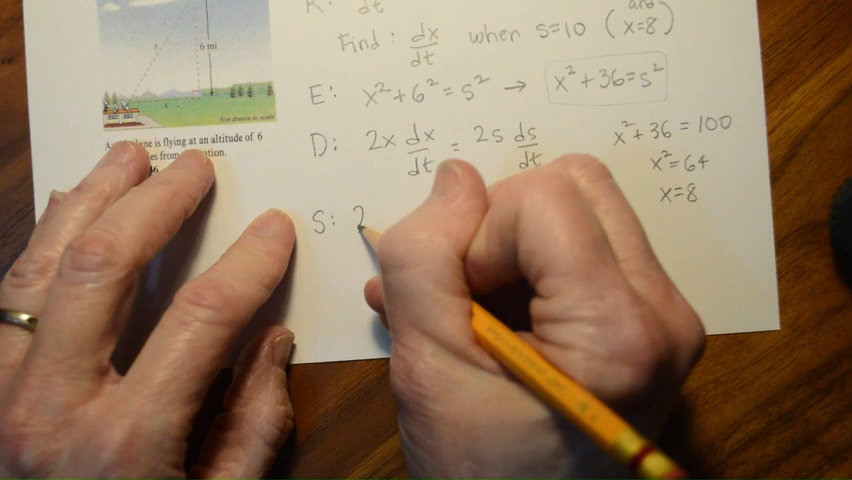 K: dt
and
Find: dx/dt when s=10 (x=8)
6 mi
E: x²+6²=s² → x²+36=s²
Not drawn to scale
D: 2x dx/dt = 2s ds/dt
x²+36=100
x²=64
x=8
is flying at an altitude of 6
from
S: 2